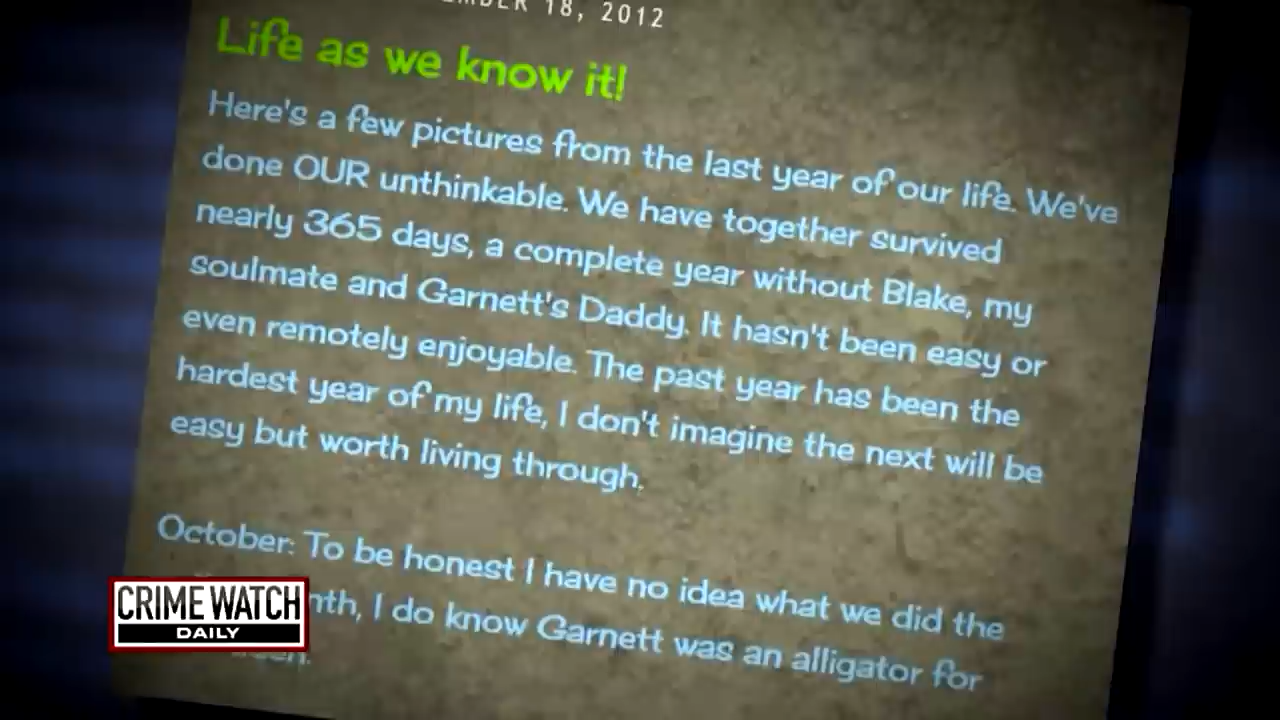 18, 2012
Life as we know it!
Here's a few pictures from the last year of our life. We've
done OUR unthinkable. We have together survived
nearly 365 days, a complete year without Blake, my
soulmate and Garnett's Daddy. It hasn't been easy or
even remotely enjoyable. The past year has been the
hardest year of my life, I don't imagine the next will be
easy but worth living through.
October: To be honest I have no idea what we did the
I do know Garnett was an alligator for
CRIME WATCH
DAILY